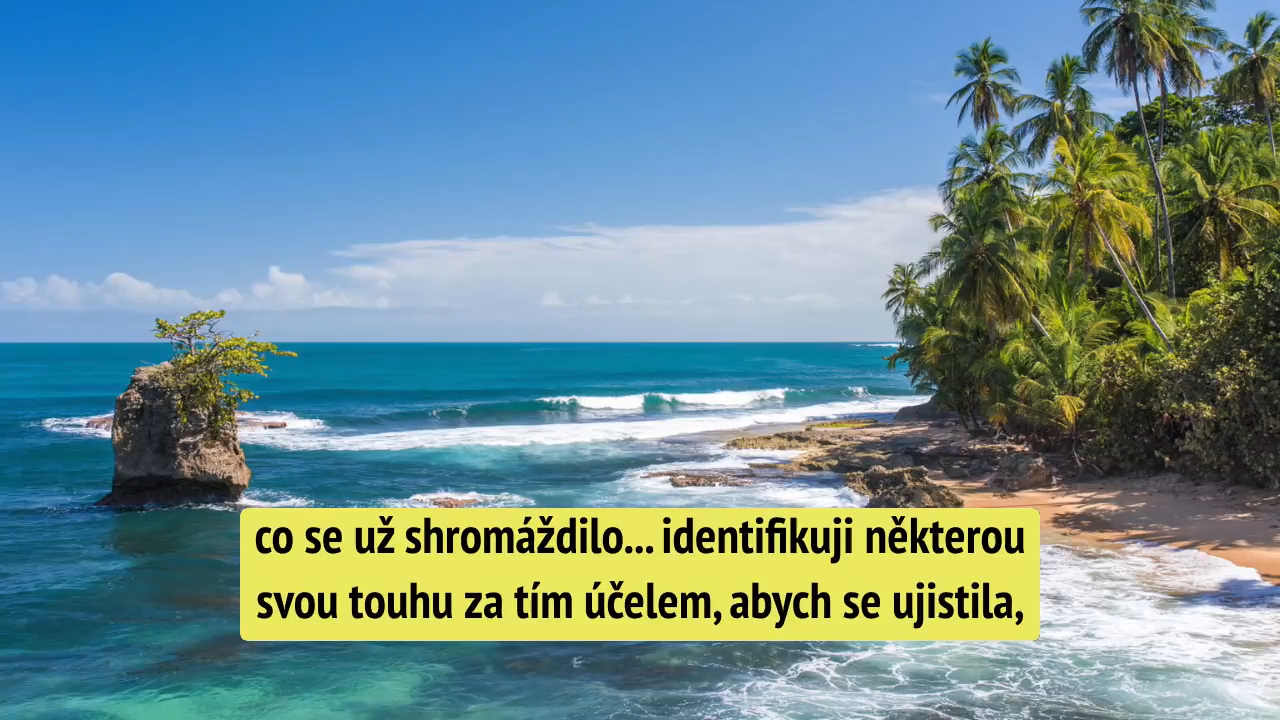 co se už shromáždilo... identifikuji některou
svou touhu za tím účelem, abych se ujistila,